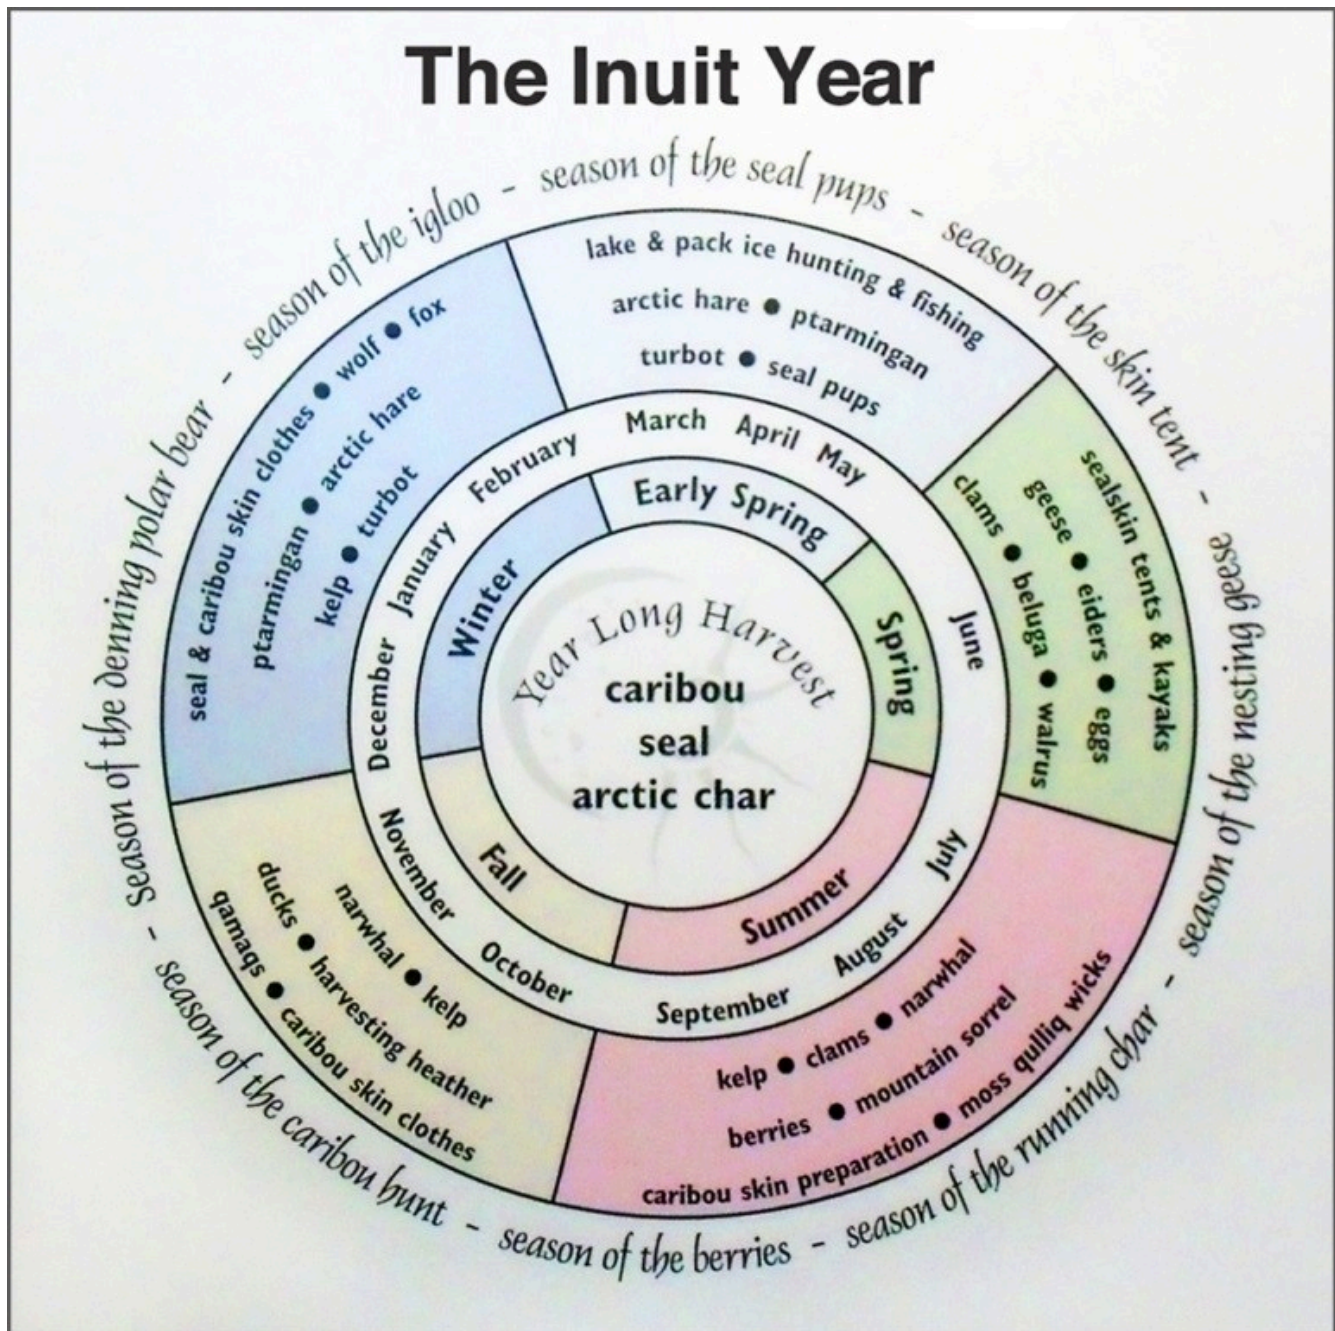 The Inuit Year
season of the igloo - season of the seal pups - season of the skin tent - season of the nesting geese - season of the running char - season of the berries - season of the caribou hunt - season of the denning polar bear -
lake & pack ice hunting & fishing
arctic hare ● ptarmingan
turbot ● seal pups
sealskin tents & kayaks
geese ● eiders ● eggs
clams ● beluga ● walrus
kelp ● clams ● narwhal
berries ● mountain sorrel
caribou skin preparation ● moss qulliq wicks
narwhal ● kelp
ducks ● harvesting heather
qamaqs ● caribou skin clothes
seal & caribou skin clothes ● wolf ● fox
ptarmingan ● arctic hare
kelp ● turbot
January February March April May June July August September October November December
Winter
Early Spring
Spring
Summer
Fall
Year Long Harvest
caribou
seal
arctic char